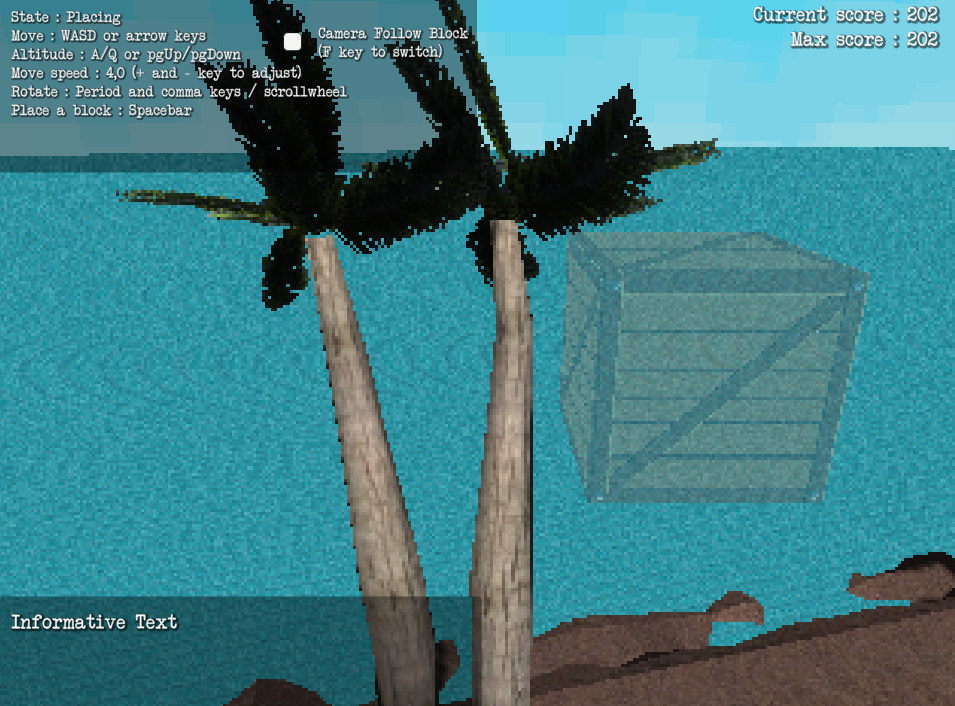 State : Placing
Move : WASD or arrow keys
Altitude : A/Q or pgUp/pgDown
Move speed : 4,0 (+ and - key to adjust)
Rotate : Period and comma keys / scrollwheel
Place a block : Spacebar
Camera Follow Block
(F key to switch)
Current score : 202
Max score : 202
Informative Text